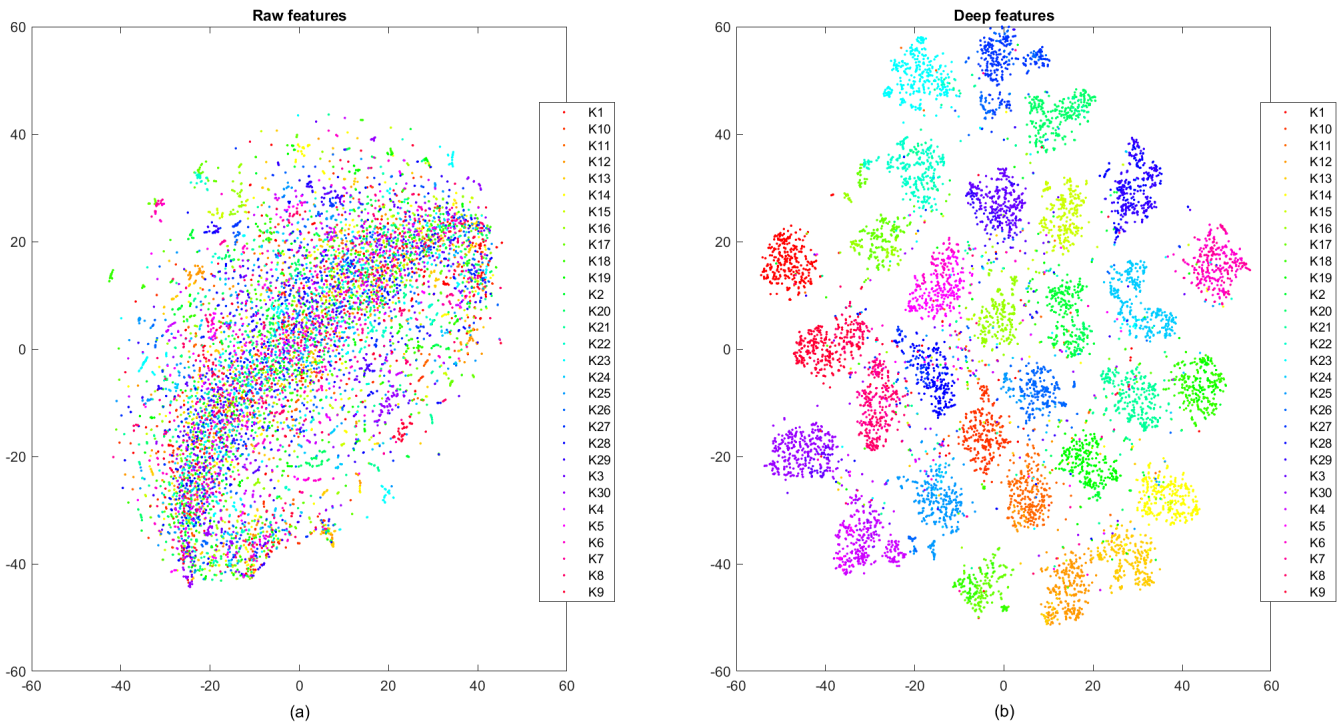 Raw features
60
40
20
0
-20
-40
-60
-60 -40 -20 0 20 40 60
K1
K10
K11
K12
K13
K14
K15
K16
K17
K18
K19
K2
K20
K21
K22
K23
K24
K25
K26
K27
K28
K29
K3
K30
K4
K5
K6
K7
K8
K9
(a)
Deep features
60
40
20
0
-20
-40
-60
-60 -40 -20 0 20 40 60
K1
K10
K11
K12
K13
K14
K15
K16
K17
K18
K19
K2
K20
K21
K22
K23
K24
K25
K26
K27
K28
K29
K3
K30
K4
K5
K6
K7
K8
K9
(b)